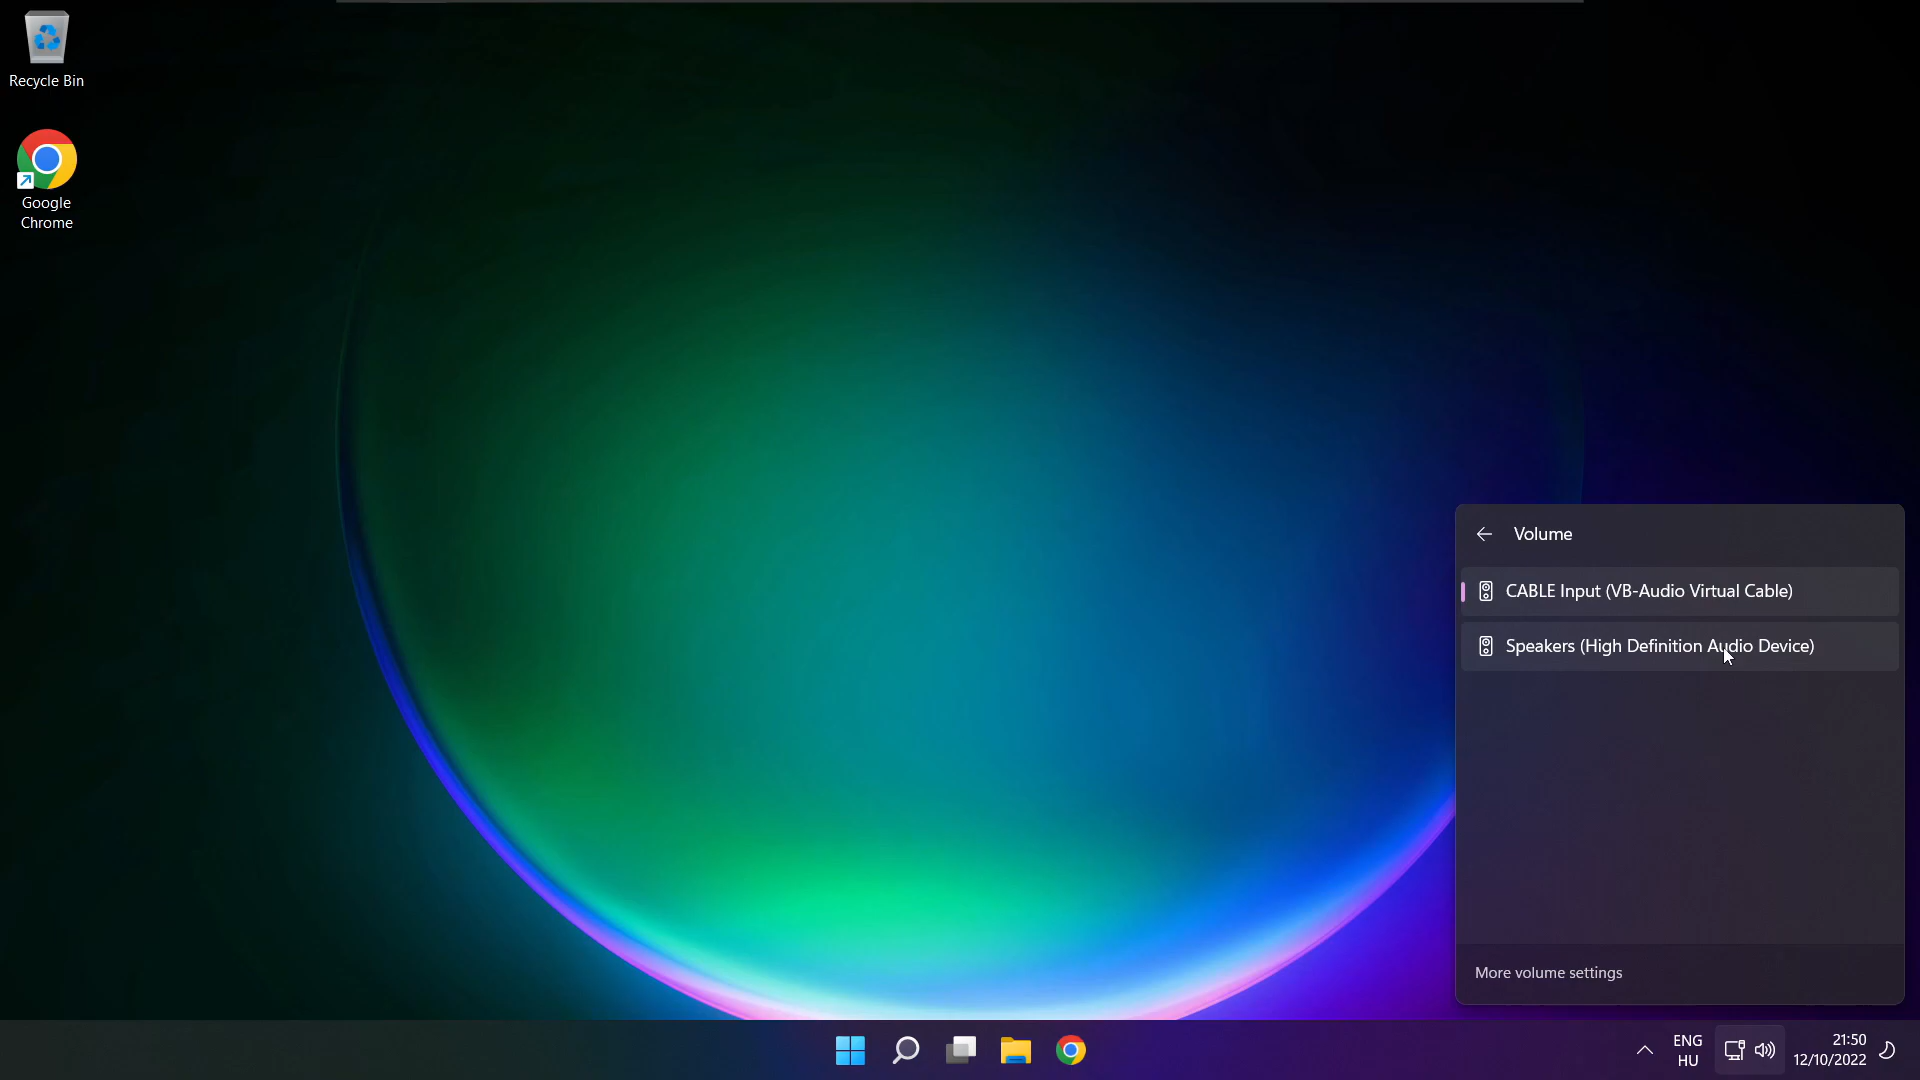 Recycle Bin
Google
Chrome
Volume
CABLE Input (VB-Audio Virtual Cable)
Speakers (High Definition Audio Device)
More volume settings
ENG
HU
21:50
12/10/2022